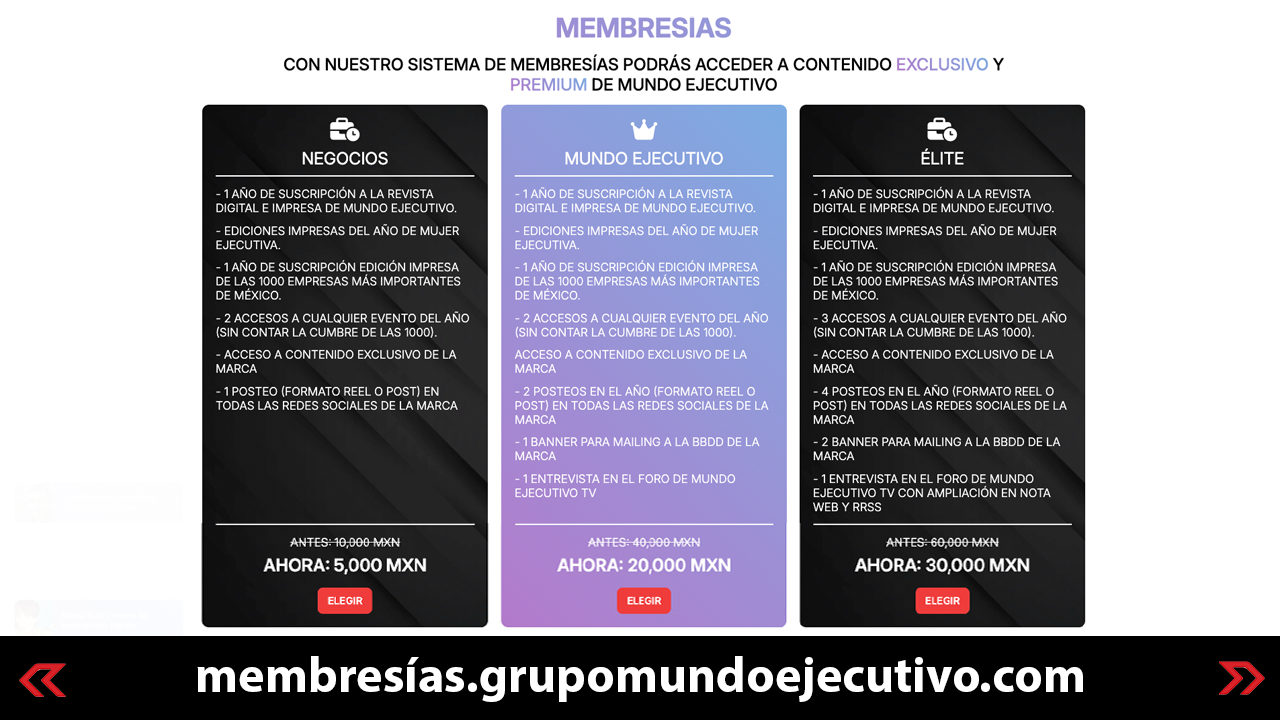 MEMBRESIAS
CON NUESTRO SISTEMA DE MEMBRESÍAS PODRÁS ACCEDER A CONTENIDO EXCLUSIVO Y
PREMIUM DE MUNDO EJECUTIVO
NEGOCIOS
- 1 AÑO DE SUSCRIPCIÓN A LA REVISTA
DIGITAL E IMPRESA DE MUNDO EJECUTIVO.
- EDICIONES IMPRESAS DEL AÑO DE MUJER
EJECUTIVA.
- 1 AÑO DE SUSCRIPCIÓN EDICIÓN IMPRESA
DE LAS 1000 EMPRESAS MÁS IMPORTANTES
DE MÉXICO.
- 2 ACCESOS A CUALQUIER EVENTO DEL AÑO
(SIN CONTAR LA CUMBRE DE LAS 1000).
- ACCESO A CONTENIDO EXCLUSIVO DE LA
MARCA
- 1 POSTEO (FORMATO REEL O POST) EN
TODAS LAS REDES SOCIALES DE LA MARCA
ANTES: 10,000 MXN
AHORA: 5,000 MXN
ELEGIR
MUNDO EJECUTIVO
- 1 AÑO DE SUSCRIPCIÓN A LA REVISTA
DIGITAL E IMPRESA DE MUNDO EJECUTIVO.
- EDICIONES IMPRESAS DEL AÑO DE MUJER
EJECUTIVA.
- 1 AÑO DE SUSCRIPCIÓN EDICIÓN IMPRESA
DE LAS 1000 EMPRESAS MÁS IMPORTANTES
DE MÉXICO.
- 2 ACCESOS A CUALQUIER EVENTO DEL AÑO
(SIN CONTAR LA CUMBRE DE LAS 1000).
ACCESO A CONTENIDO EXCLUSIVO DE LA
MARCA
- 2 POSTEOS EN EL AÑO (FORMATO REEL O
POST) EN TODAS LAS REDES SOCIALES DE LA
MARCA
- 1 BANNER PARA MAILING A LA BBDD DE LA
MARCA
- 1 ENTREVISTA EN EL FORO DE MUNDO
EJECUTIVO TV
ANTES: 40,000 MXN
AHORA: 20,000 MXN
ELEGIR
ÉLITE
- 1 AÑO DE SUSCRIPCIÓN A LA REVISTA
DIGITAL E IMPRESA DE MUNDO EJECUTIVO.
- EDICIONES IMPRESAS DEL AÑO DE MUJER
EJECUTIVA.
- 1 AÑO DE SUSCRIPCIÓN EDICIÓN IMPRESA
DE LAS 1000 EMPRESAS MÁS IMPORTANTES
DE MÉXICO.
- 3 ACCESOS A CUALQUIER EVENTO DEL AÑO
(SIN CONTAR LA CUMBRE DE LAS 1000).
- ACCESO A CONTENIDO EXCLUSIVO DE LA
MARCA
- 4 POSTEOS EN EL AÑO (FORMATO REEL O
POST) EN TODAS LAS REDES SOCIALES DE LA
MARCA
- 2 BANNER PARA MAILING A LA BBDD DE LA
MARCA
- 1 ENTREVISTA EN EL FORO DE MUNDO
EJECUTIVO TV CON AMPLIACIÓN EN NOTA
WEB Y RRSS
ANTES: 60,000 MXN
AHORA: 30,000 MXN
ELEGIR
membresías.grupomundoejecutivo.com